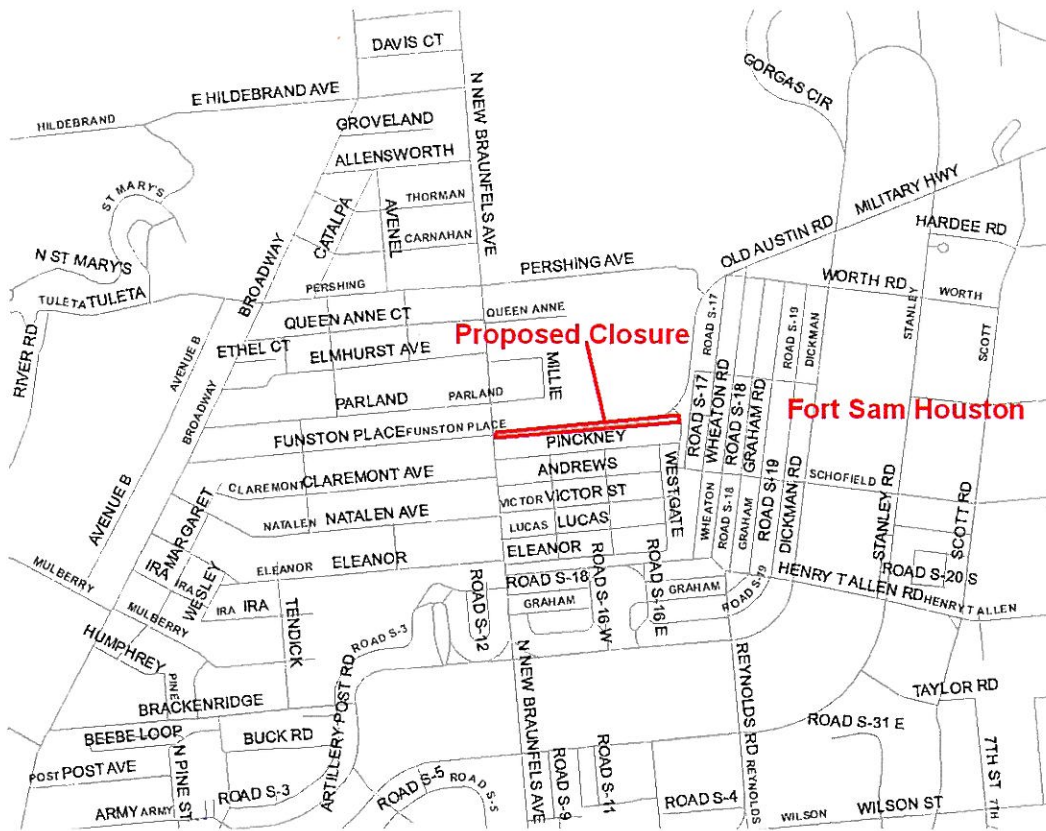 DAVIS CT
E HILDEBRAND AVE
HILDEBRAND
GROVELAND
ALLENSWORTH
N NEW BRAUNFELS AVE
GORGAS CIR
ST MARY'S
THORMAN
CATALPA
AVENEL
CARNAHAN
MILITARY HWY
OLD AUSTIN RD
HARDEE RD
N ST MARY'S
BROADWAY
PERSHING AVE
PERSHING
WORTH RD
WORTH
TULETA TULETA
QUEEN ANNE CT
QUEEN ANNE
ROAD S-17
ROAD S-19
DICKMAN
STANLEY
SCOTT
RIVER RD
AVENUE B
ETHEL CT
ELMHURST AVE
Proposed Closure
MILLIE
BROADWAY
PARLAND
PARLAND
Fort Sam Houston
FUNSTON PLACE FUNSTON PLACE
PINCKNEY
ROAD S-17
WHEATON RD
ROAD S-18
GRAHAM RD
ROAD S-19
DICKMAN RD
CLAREMONT CLAREMONT AVE
ANDREWS
WESTGATE
SCHOFIELD
AVENUE B
MARGARET
VICTOR VICTOR ST
NATALEN NATALEN AVE
LUCAS LUCAS
WHEATON
ROAD S-18
GRAHAM
STANLEY RD
SCOTT RD
MULBERRY
IRA IRA
WESLEY
ELEANOR ELEANOR
ELEANOR
ROAD S-18
GRAHAM
ROAD S-16 W
ROAD S-16 E
GRAHAM
ROAD S-19
HENRY T ALLEN RD HENRY T ALLEN
ROAD S-20 S
MULBERRY
IRA IRA
TENDICK
ROAD S-3
ROAD S-12
HUMPHREY
PINE
BRACKENRIDGE
N NEW BRAUNFELS AVE
REYNOLDS RD
REYNOLDS
TAYLOR RD
BEEBE LOOP
N PINE ST
BUCK RD
ARTILLERY POST RD
ROAD S-31 E
7TH ST
7TH
POST POST AVE
ROAD S-3
ROAD S-5
ROAD S-5
ROAD S-9
ROAD S-11
ROAD S-4
ARMY ARMY
WILSON
WILSON ST